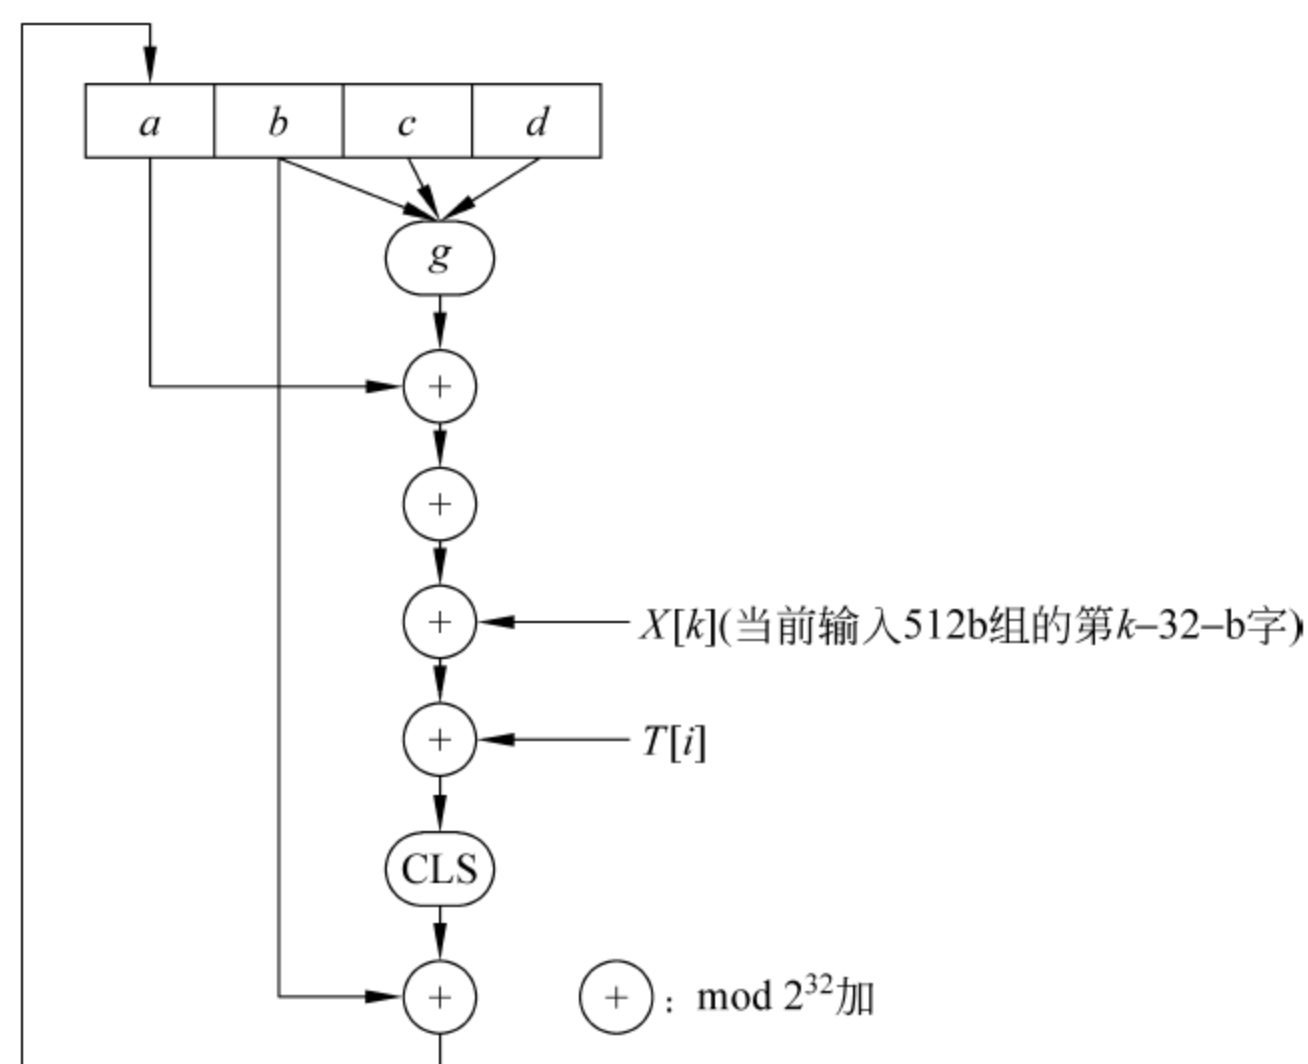 a b c d
g
+
+
+ X[k](当前输入512b组的第k–32–b字)
+ T[i]
CLS
+ + : mod 2³²加